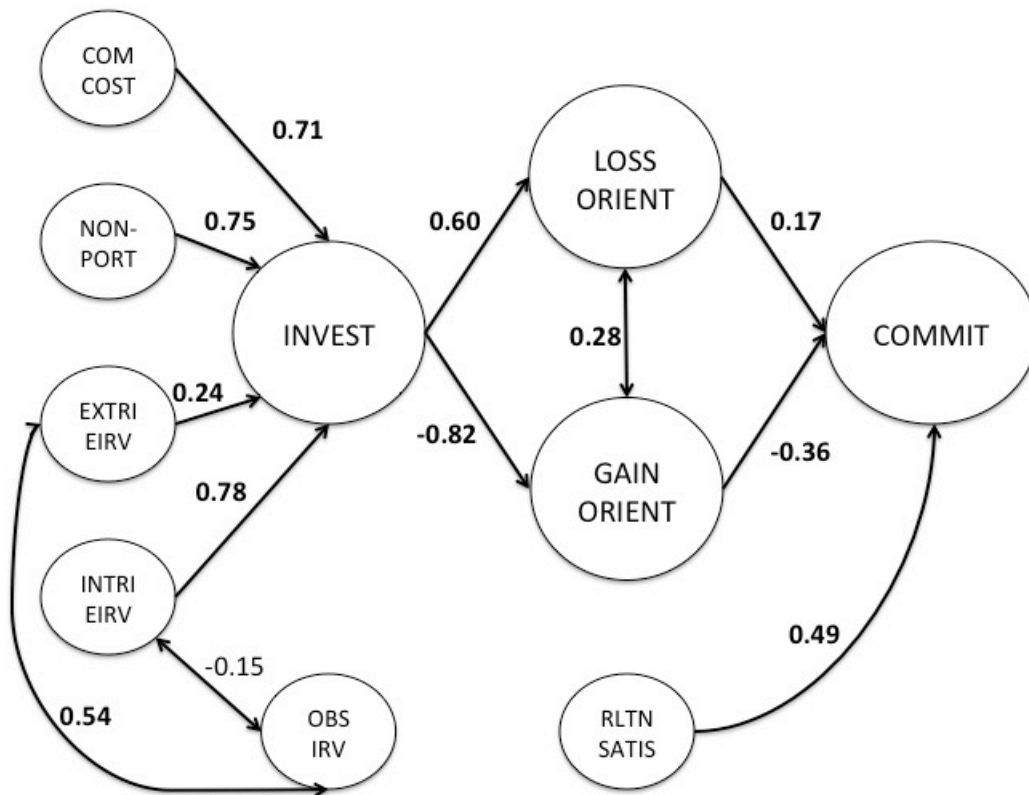 COM
COST
0.71
NON-
PORT
0.75
EXTRI
EIRV
0.24
INTRI
EIRV
0.78
-0.15
0.54
OBS
IRV
INVEST
0.60
-0.82
LOSS
ORIENT
0.28
GAIN
ORIENT
0.17
-0.36
COMMIT
0.49
RLTN
SATIS